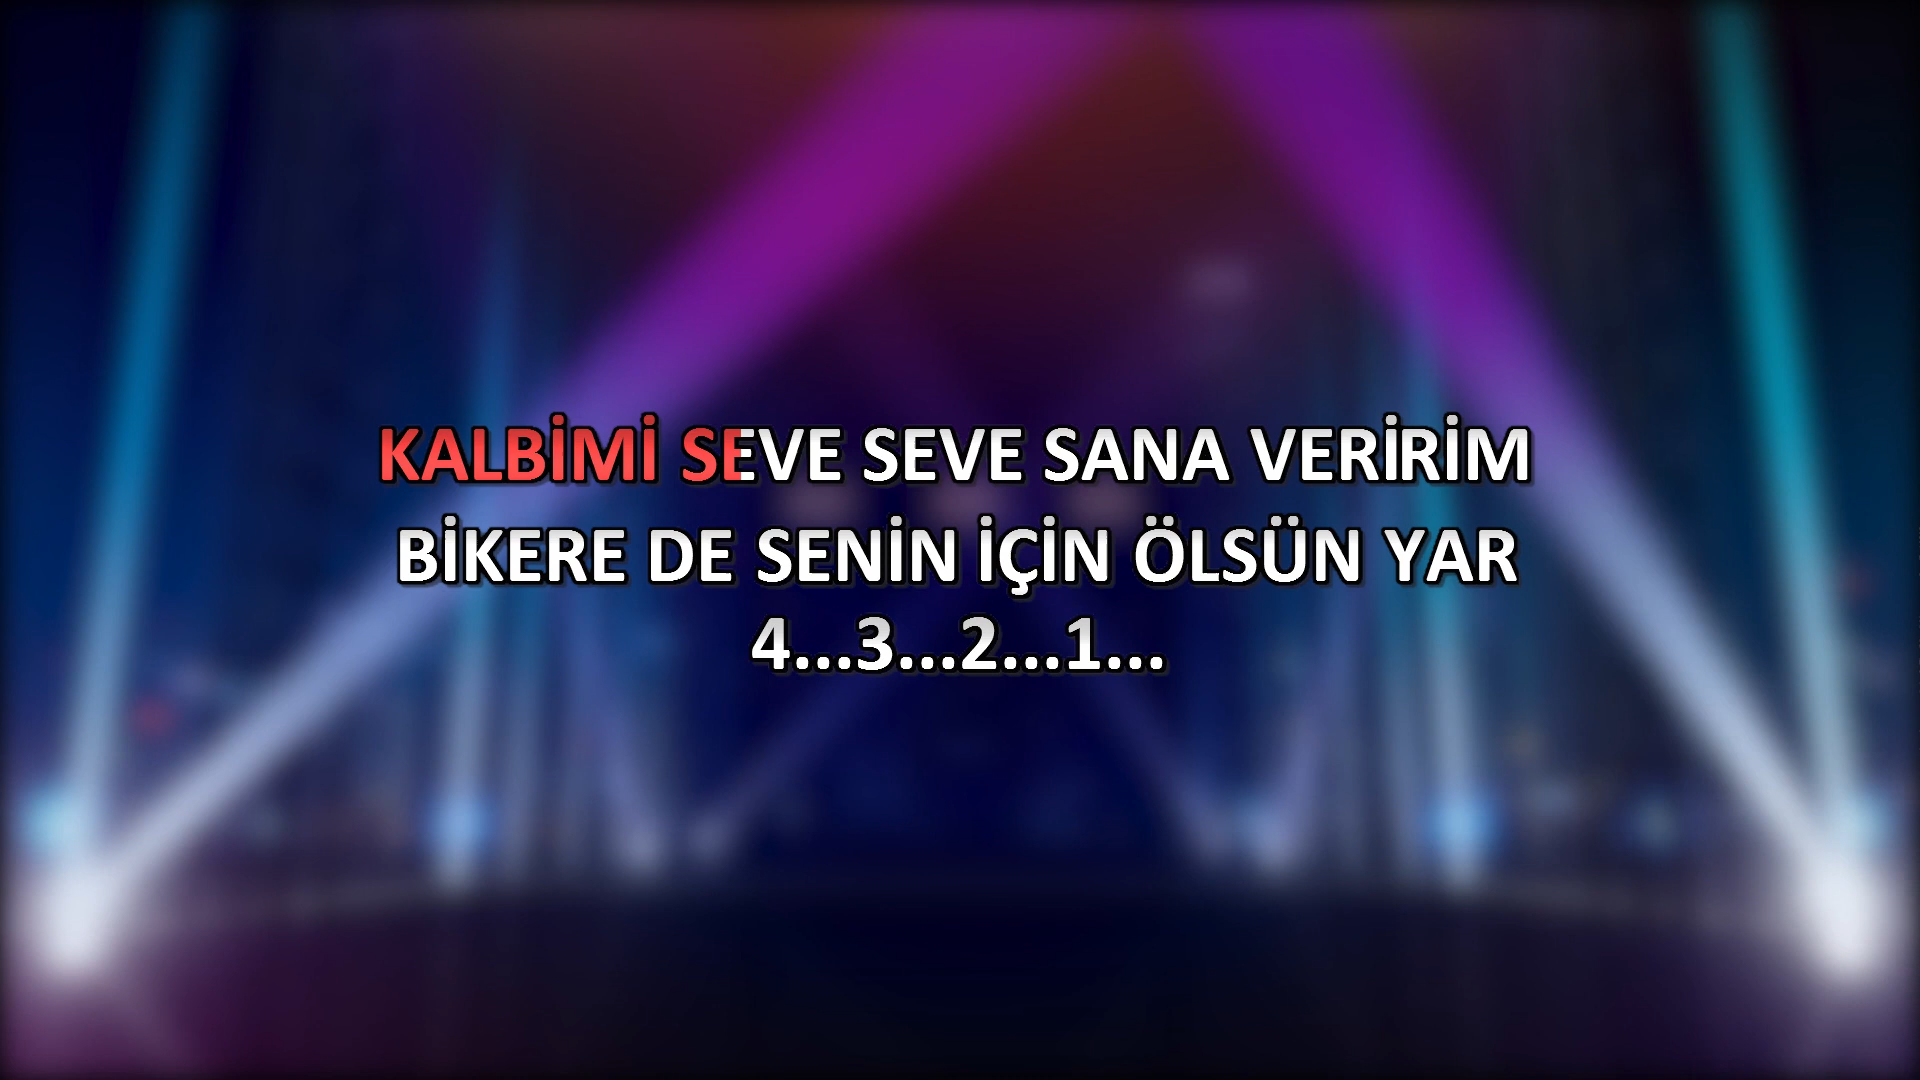 KALBİMİ SEVE SEVE SANA VERİRİM
BİKERE DE SENİN İÇİN ÖLSÜN YAR
4...3...2...1...